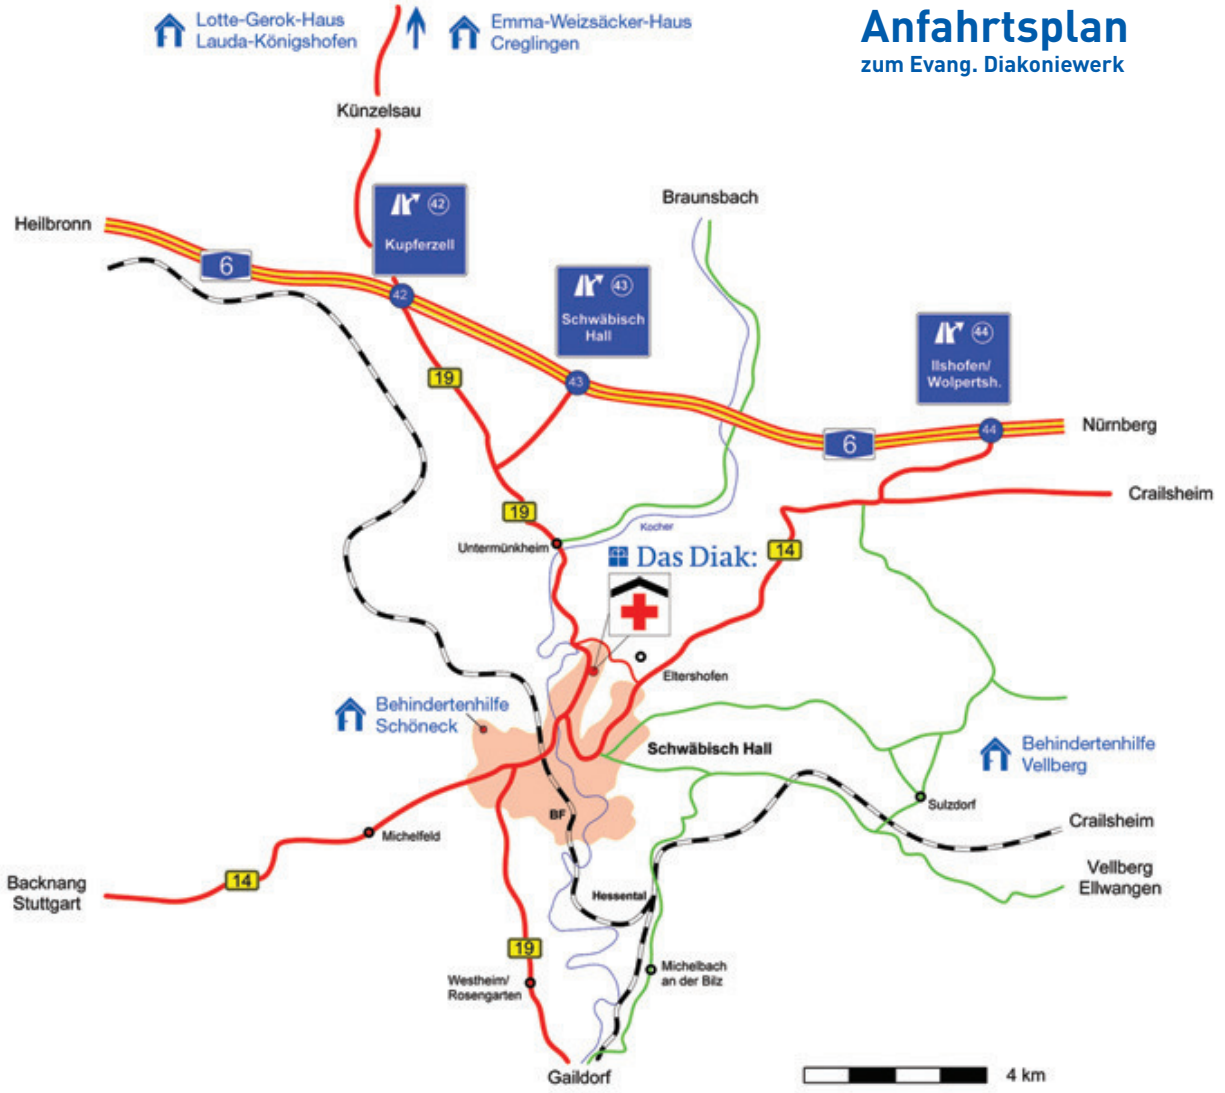 Anfahrtsplan
zum Evang. Diakoniewerk
Lotte-Gerok-Haus
Lauda-Königshofen
Emma-Weizsäcker-Haus
Creglingen
Künzelsau
Heilbronn
6
42
Kupferzell
42
Braunsbach
43
Schwäbisch
Hall
43
44
Ilshofen/
Wolpertsh.
44
6
Nürnberg
19
Crailsheim
19
Kocher
Untermünkheim
Das Diak:
14
Eltershofen
Behindertenhilfe
Schöneck
Schwäbisch Hall
Behindertenhilfe
Vellberg
Sulzdorf
BF
Crailsheim
Michelfeld
Vellberg
Ellwangen
14
Backnang
Stuttgart
Hessental
19
Michelbach
an der Bilz
Westheim/
Rosengarten
Gaildorf
4 km